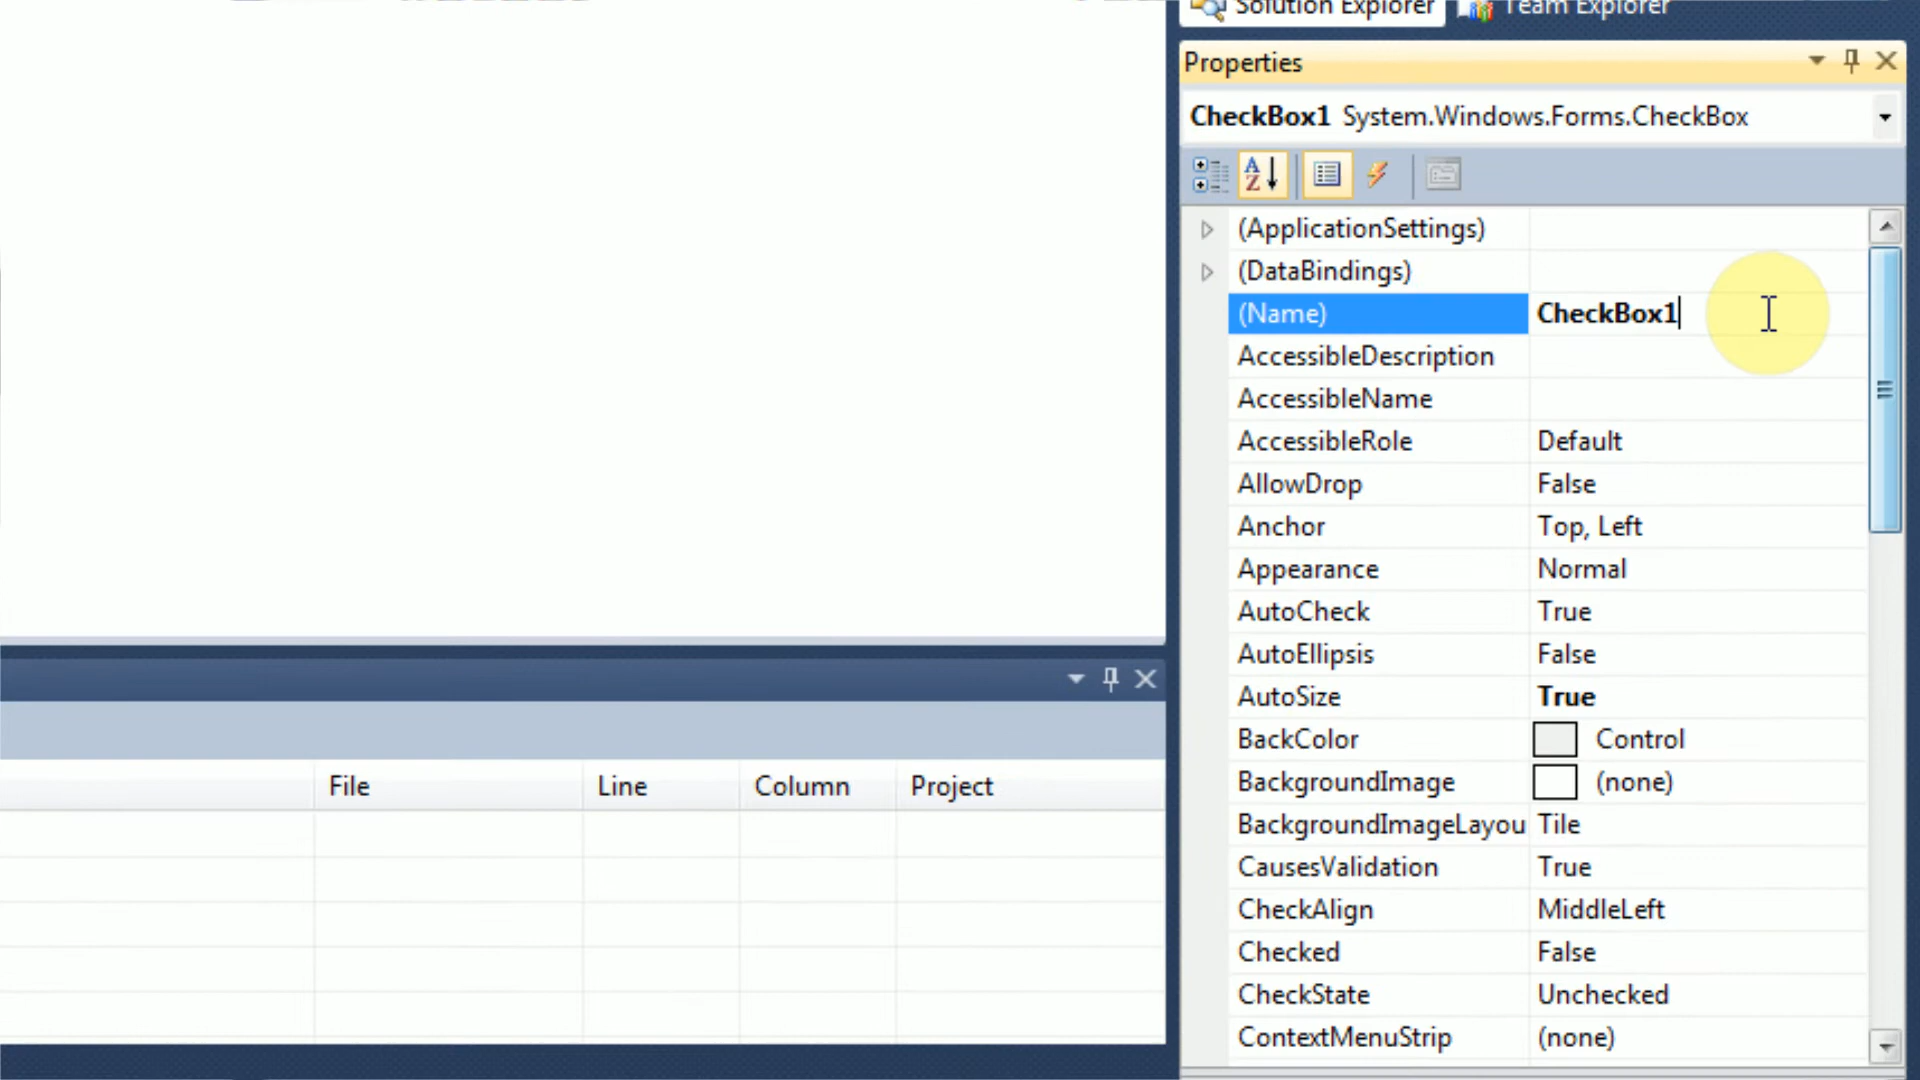 Solution Explorer Team Explorer
Properties
CheckBox1 System.Windows.Forms.CheckBox
(ApplicationSettings)
(DataBindings)
(Name) CheckBox1
AccessibleDescription
AccessibleName
AccessibleRole Default
AllowDrop False
Anchor Top, Left
Appearance Normal
AutoCheck True
AutoEllipsis False
AutoSize True
BackColor Control
BackgroundImage (none)
BackgroundImageLayou Tile
CausesValidation True
CheckAlign MiddleLeft
Checked False
CheckState Unchecked
ContextMenuStrip (none)
File Line Column Project